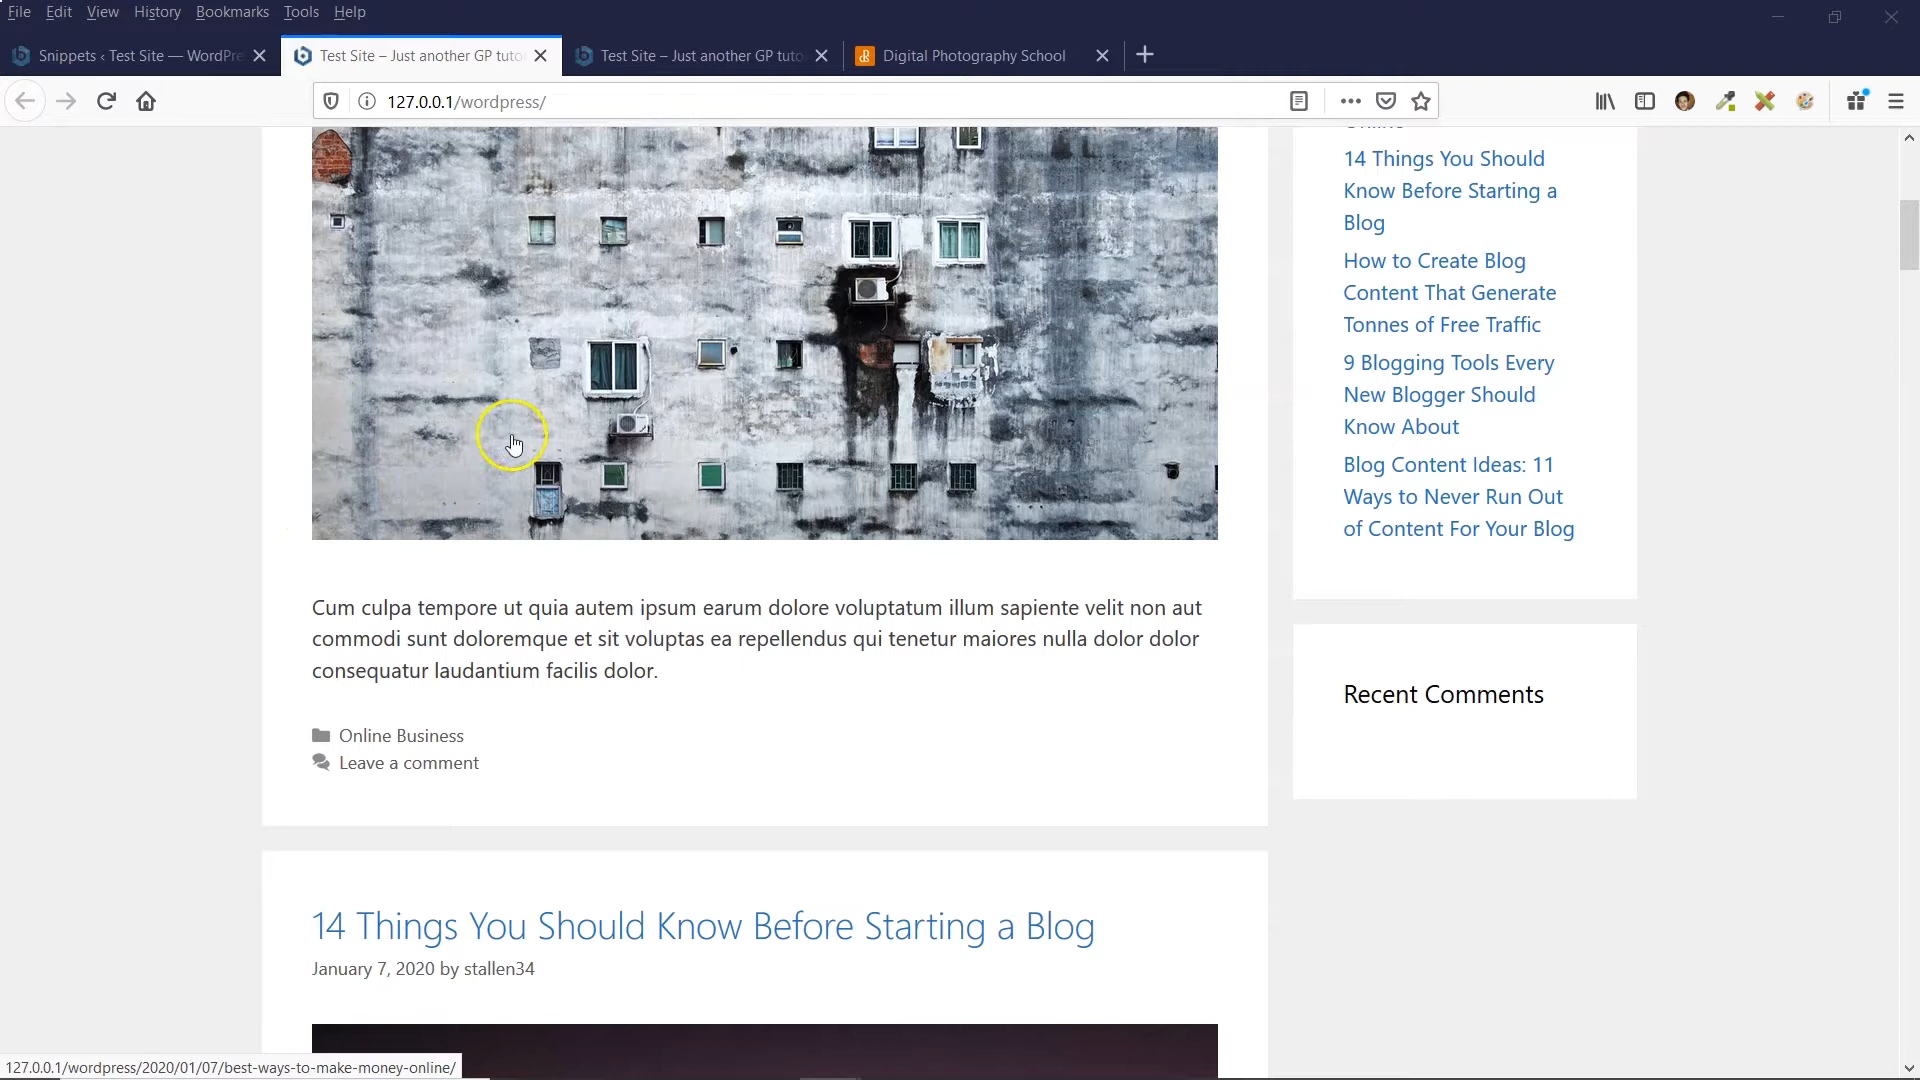 File Edit View History Bookmarks Tools Help
Snippets ‹ Test Site — WordPre
Test Site – Just another GP tuto
Test Site – Just another GP tuto
Digital Photography School
127.0.0.1/wordpress/
14 Things You Should
Know Before Starting a
Blog
How to Create Blog
Content That Generate
Tonnes of Free Traffic
9 Blogging Tools Every
New Blogger Should
Know About
Blog Content Ideas: 11
Ways to Never Run Out
of Content For Your Blog
Cum culpa tempore ut quia autem ipsum earum dolore voluptatum illum sapiente velit non aut
commodi sunt doloremque et sit voluptas ea repellendus qui tenetur maiores nulla dolor dolor
consequatur laudantium facilis dolor.
Online Business
Leave a comment
Recent Comments
14 Things You Should Know Before Starting a Blog
January 7, 2020 by stallen34
127.0.0.1/wordpress/2020/01/07/best-ways-to-make-money-online/